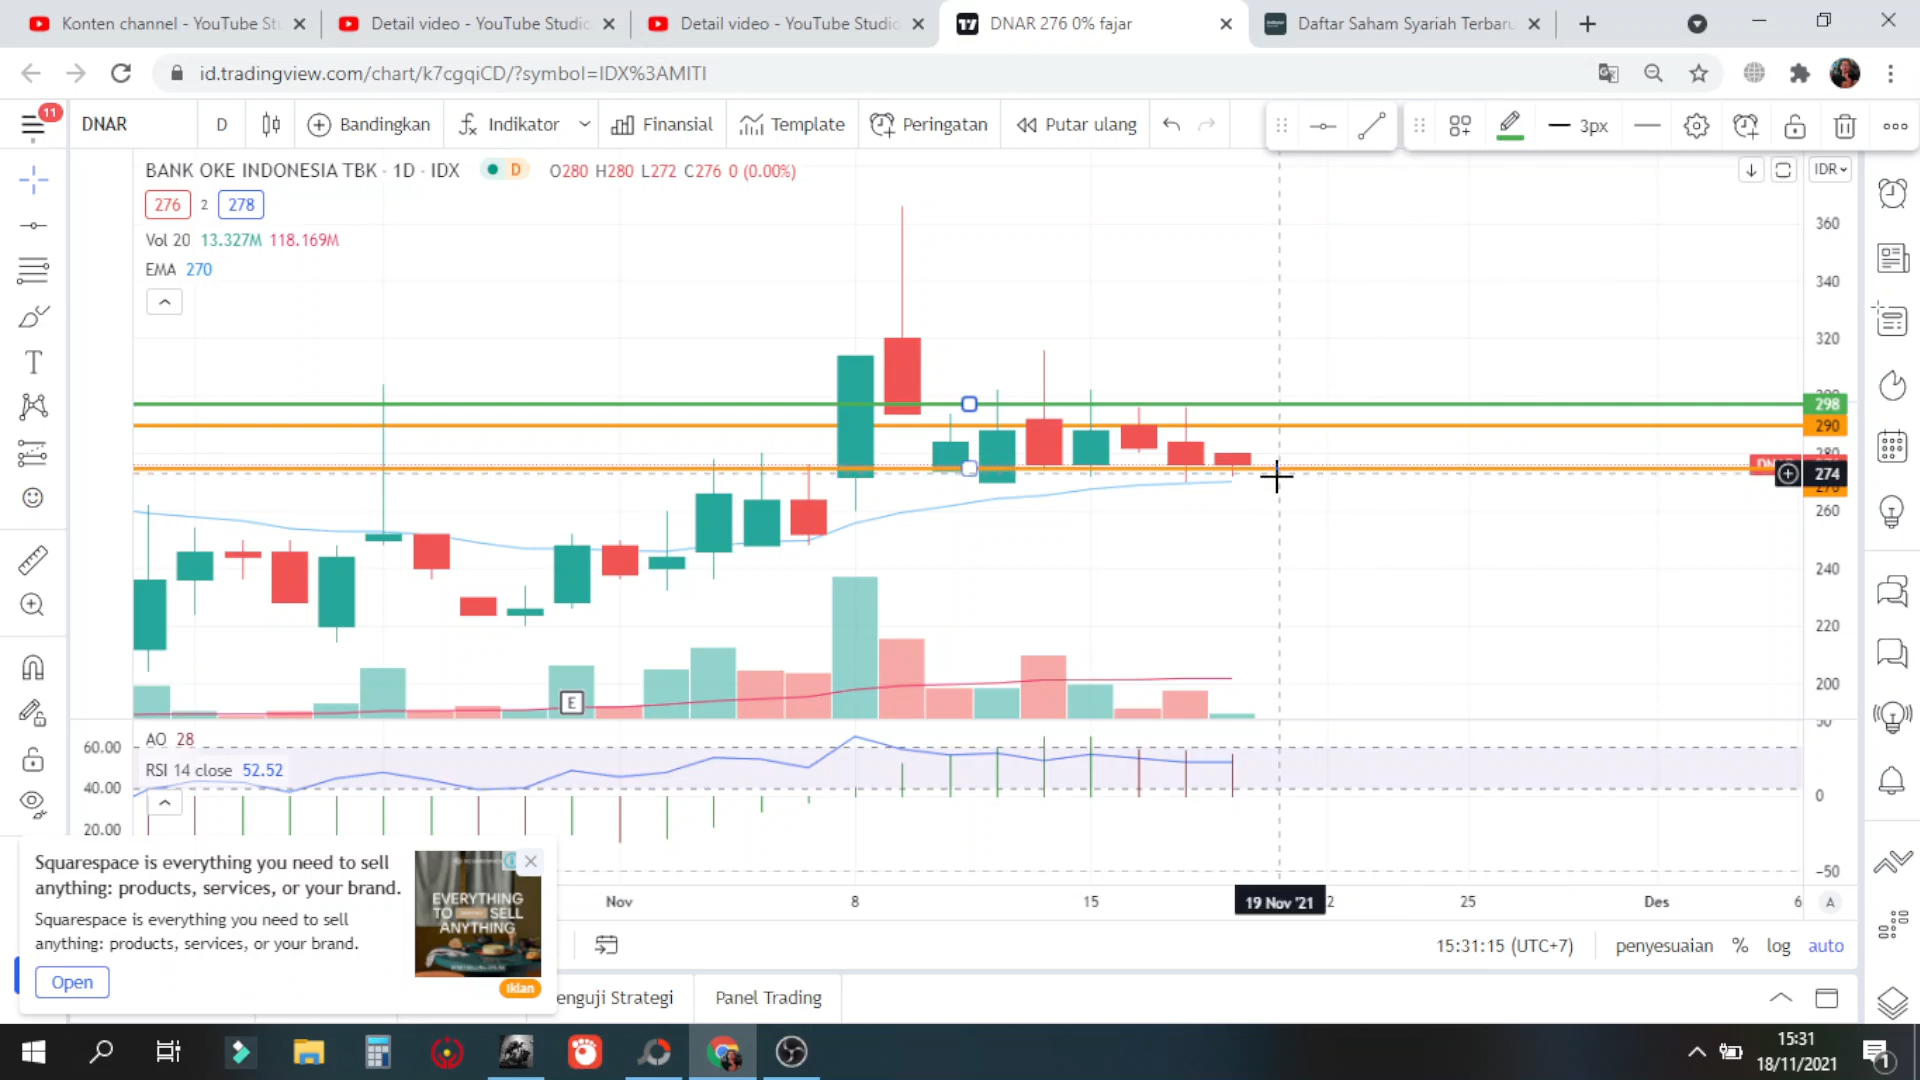 Konten channel - YouTube Stu
Detail video - YouTube Studio
Detail video - YouTube Studio
DNAR 276 0% fajar
Daftar Saham Syariah Terbaru
id.tradingview.com/chart/k7cgqiCD/?symbol=IDX%3AMITI
11
DNAR
D
Bandingkan
Indikator
Finansial
Template
Peringatan
Putar ulang
3px
BANK OKE INDONESIA TBK · 1D · IDX
D
O280 H280 L272 C276 0 (0.00%)
IDR
276
2
278
Vol 20 13.327M 118.169M
EMA 270
360
340
320
298
290
280
274
260
240
220
200
E
AO 28
RSI 14 close 52.52
60.00
40.00
20.00
0
-50
Nov
8
15
19 Nov '21
2
25
Des
6
A
15:31:15 (UTC+7)
penyesuaian
%
log
auto
Squarespace is everything you need to sell
anything: products, services, or your brand.
Squarespace is everything you need to sell
anything: products, services, or your brand.
EVERYTHING
TO SELL
ANYTHING
Iklan
Open
enguji Strategi
Panel Trading
15:31
18/11/2021
1